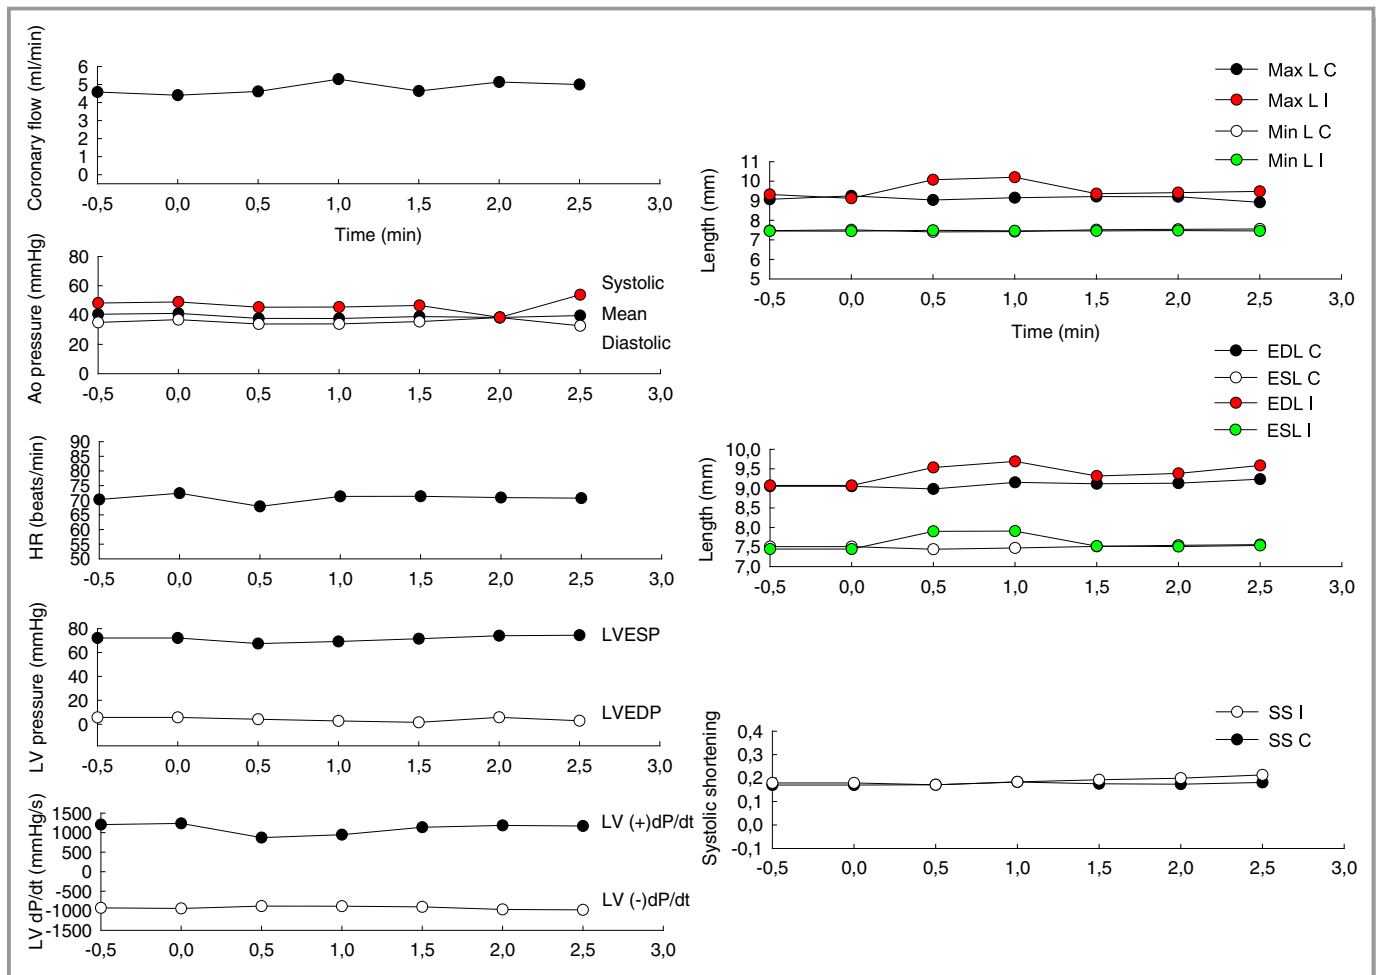 Coronary flow (ml/min)
6
5
4
3
2
1
0
-0,5 0,0 0,5 1,0 1,5 2,0 2,5 3,0
Time (min)
Ao pressure (mmHg)
80
60
40
20
0
Systolic
Mean
Diastolic
-0,5 0,0 0,5 1,0 1,5 2,0 2,5 3,0
HR (beats/min)
90
85
80
75
70
65
60
55
50
-0,5 0,0 0,5 1,0 1,5 2,0 2,5 3,0
LV pressure (mmHg)
80
60
40
20
0
LVESP
LVEDP
-0,5 0,0 0,5 1,0 1,5 2,0 2,5 3,0
LV dP/dt (mmHg/s)
1500
1000
500
0
-500
-1000
-1500
LV (+)dP/dt
LV (-)dP/dt
-0,5 0,0 0,5 1,0 1,5 2,0 2,5 3,0
Max L C
Max L I
Min L C
Min L I
Length (mm)
11
10
9
8
7
6
5
-0,5 0,0 0,5 1,0 1,5 2,0 2,5 3,0
Time (min)
EDL C
ESL C
EDL I
ESL I
Length (mm)
10,0
9,5
9,0
8,0
7,5
7,0
-0,5 0,0 0,5 1,0 1,5 2,0 2,5 3,0
SS I
SS C
Systolic shortening
0,4
0,3
0,2
0,1
0,0
-0,1
-0,5 0,0 0,5 1,0 1,5 2,0 2,5 3,0